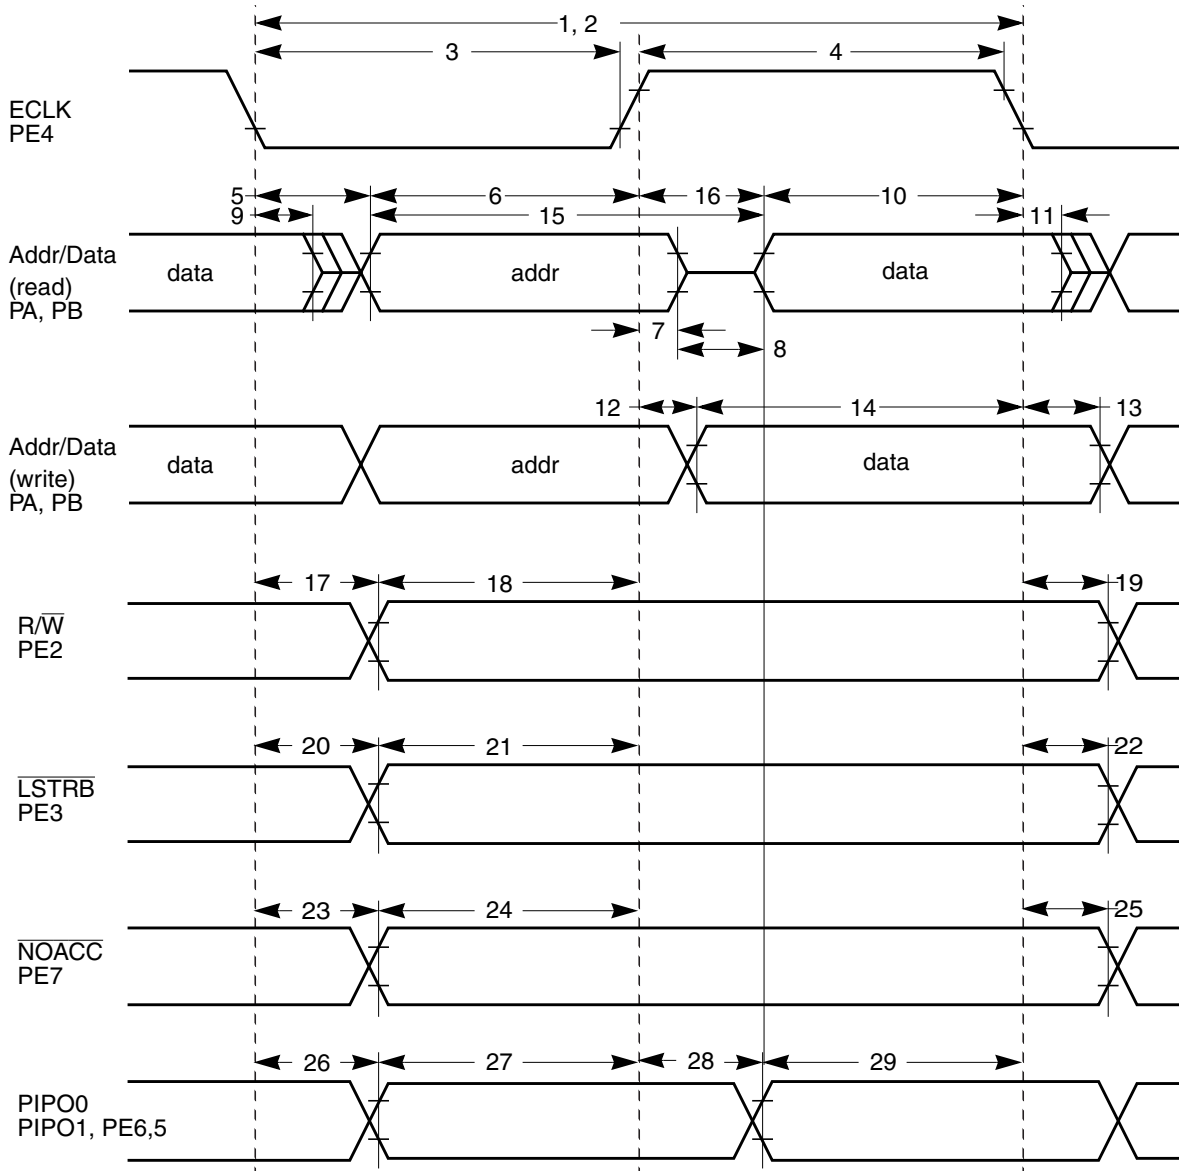 1, 2
3
4
ECLK
PE4
5
6
16
10
9
15
11
Addr/Data
(read)
PA, PB
data
addr
data
7
8
12
14
13
Addr/Data
(write)
PA, PB
data
addr
data
17
18
19
R/W̅
PE2
20
21
22
L̅S̅T̅R̅B̅
PE3
23
24
25
N̅O̅A̅C̅C̅
PE7
26
27
28
29
PIPO0
PIPO1, PE6,5